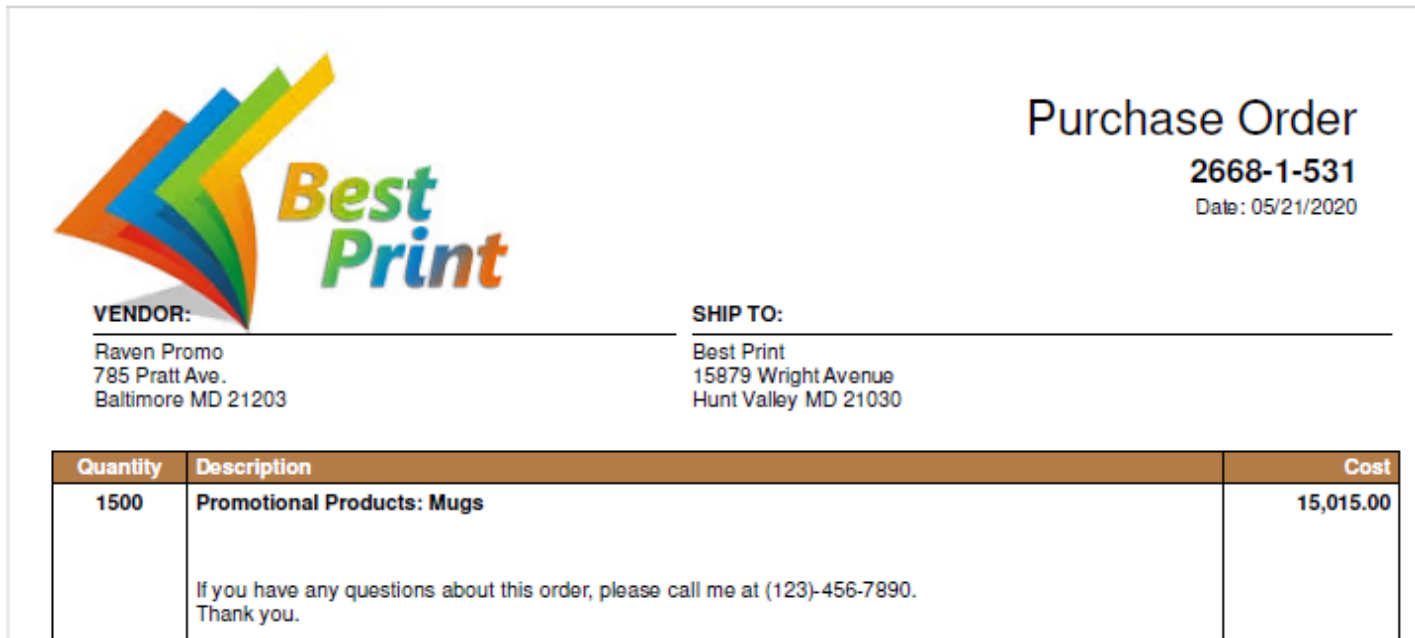 Best
Print
Purchase Order
2668-1-531
Date: 05/21/2020
VENDOR:
Raven Promo
785 Pratt Ave.
Baltimore MD 21203
SHIP TO:
Best Print
15879 Wright Avenue
Hunt Valley MD 21030
Quantity Description Cost
1500 Promotional Products: Mugs 15,015.00
If you have any questions about this order, please call me at (123)-456-7890.
Thank you.